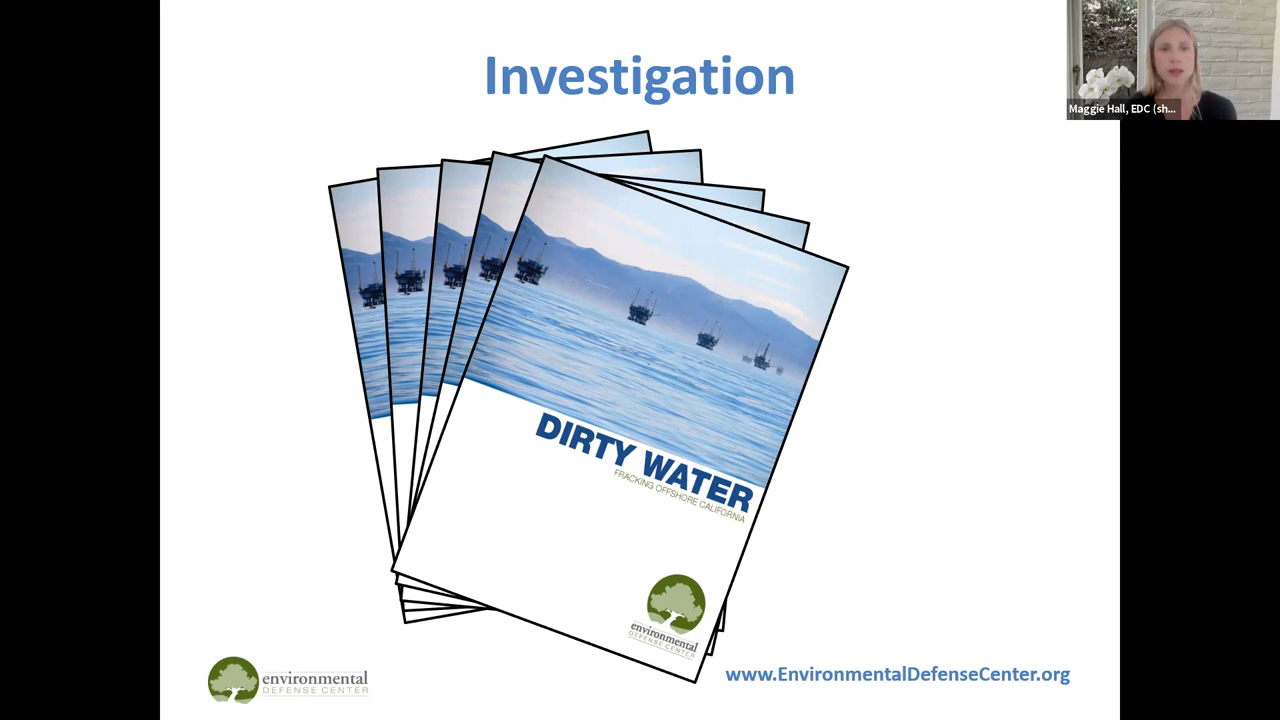 Investigation
Maggie Hall, EDC (sh...
DIRTY WATER
FRACKING OFFSHORE CALIFORNIA
environmental
DEFENSE CENTER
environmental
DEFENSE CENTER
www.EnvironmentalDefenseCenter.org